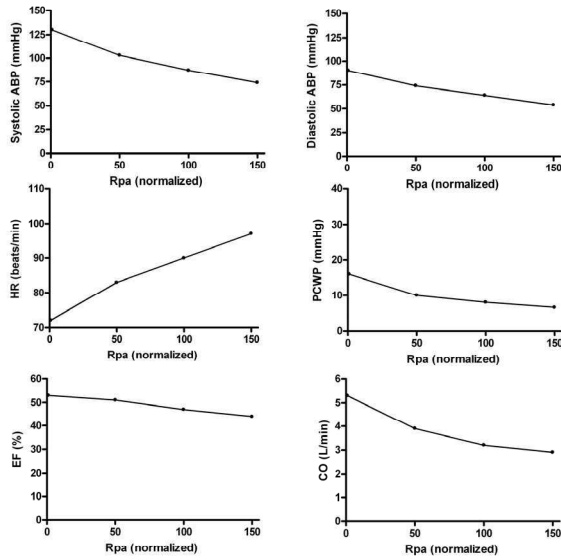 Systolic ABP (mmHg)
150
125
100
75
50
25
0
0 50 100 150
Rpa (normalized)
Diastolic ABP (mmHg)
150
125
100
75
50
25
0
0 50 100 150
Rpa (normalized)
HR (beats/min)
110
100
90
80
70
0 50 100 150
Rpa (normalized)
PCWP (mmHg)
40
30
20
10
0
0 50 100 150
Rpa (normalized)
EF (%)
60
50
40
30
20
10
0
0 50 100 150
Rpa (normalized)
CO (L/min)
6
5
4
3
2
1
0
0 50 100 150
Rpa (normalized)